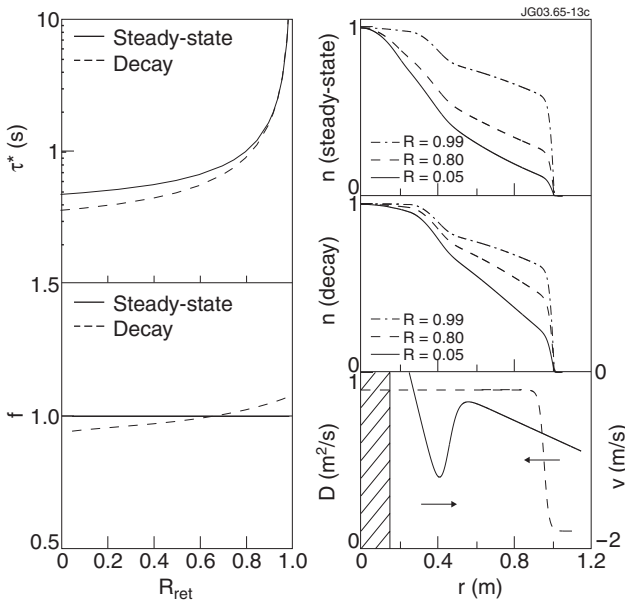 JG03.65-13c
10
1
0.1
τ* (s)
Steady-state
Decay
1.5
1.0
0.5
f
Steady-state
Decay
0 0.2 0.4 0.6 0.8 1.0
R_ret
1
0
n (steady-state)
R = 0.99
R = 0.80
R = 0.05
1
0
n (decay)
R = 0.99
R = 0.80
R = 0.05
1
0
D (m²/s)
0
−2
v (m/s)
0 0.4 0.8 1.2
r (m)